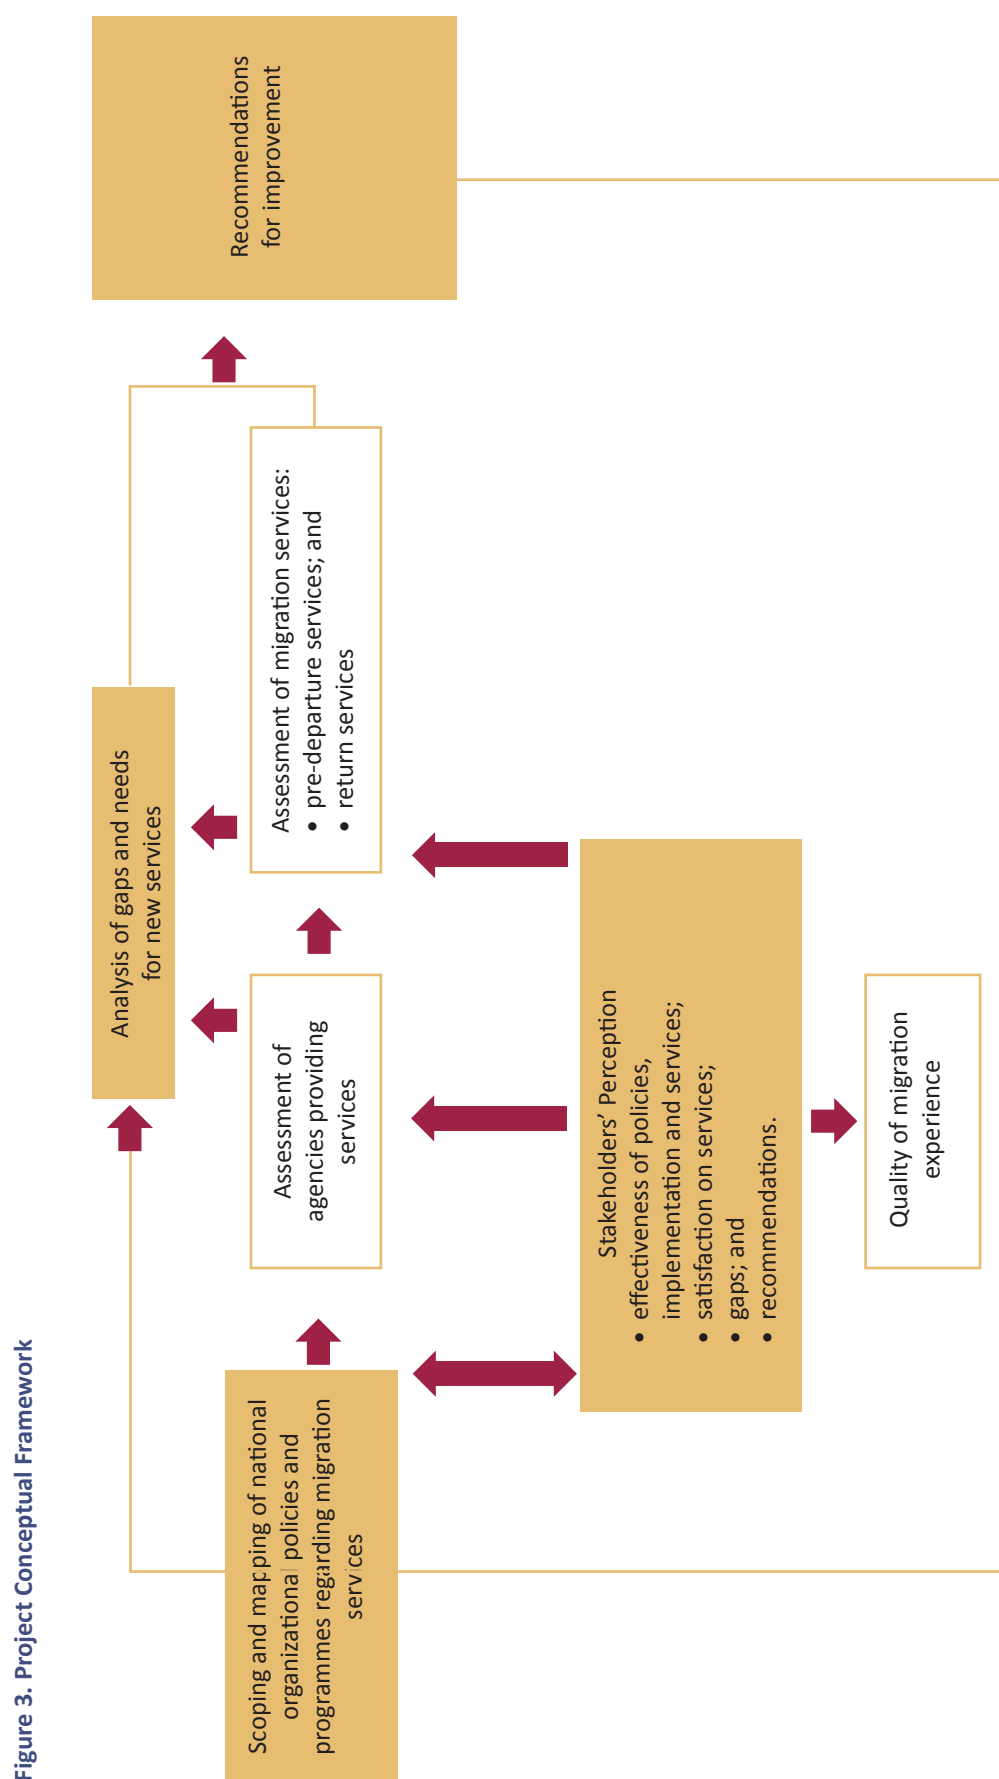 Figure 3. Project Conceptual Framework
Scoping and mapping of national
organizational policies and
programmes regarding migration
services
Analysis of gaps and needs
for new services
Assessment of
agencies providing
services
Assessment of migration services:
• pre-departure services; and
• return services
Recommendations
for improvement
Stakeholders’ Perception
• effectiveness of policies,
implementation and services;
• satisfaction on services;
• gaps; and
• recommendations.
Quality of migration
experience